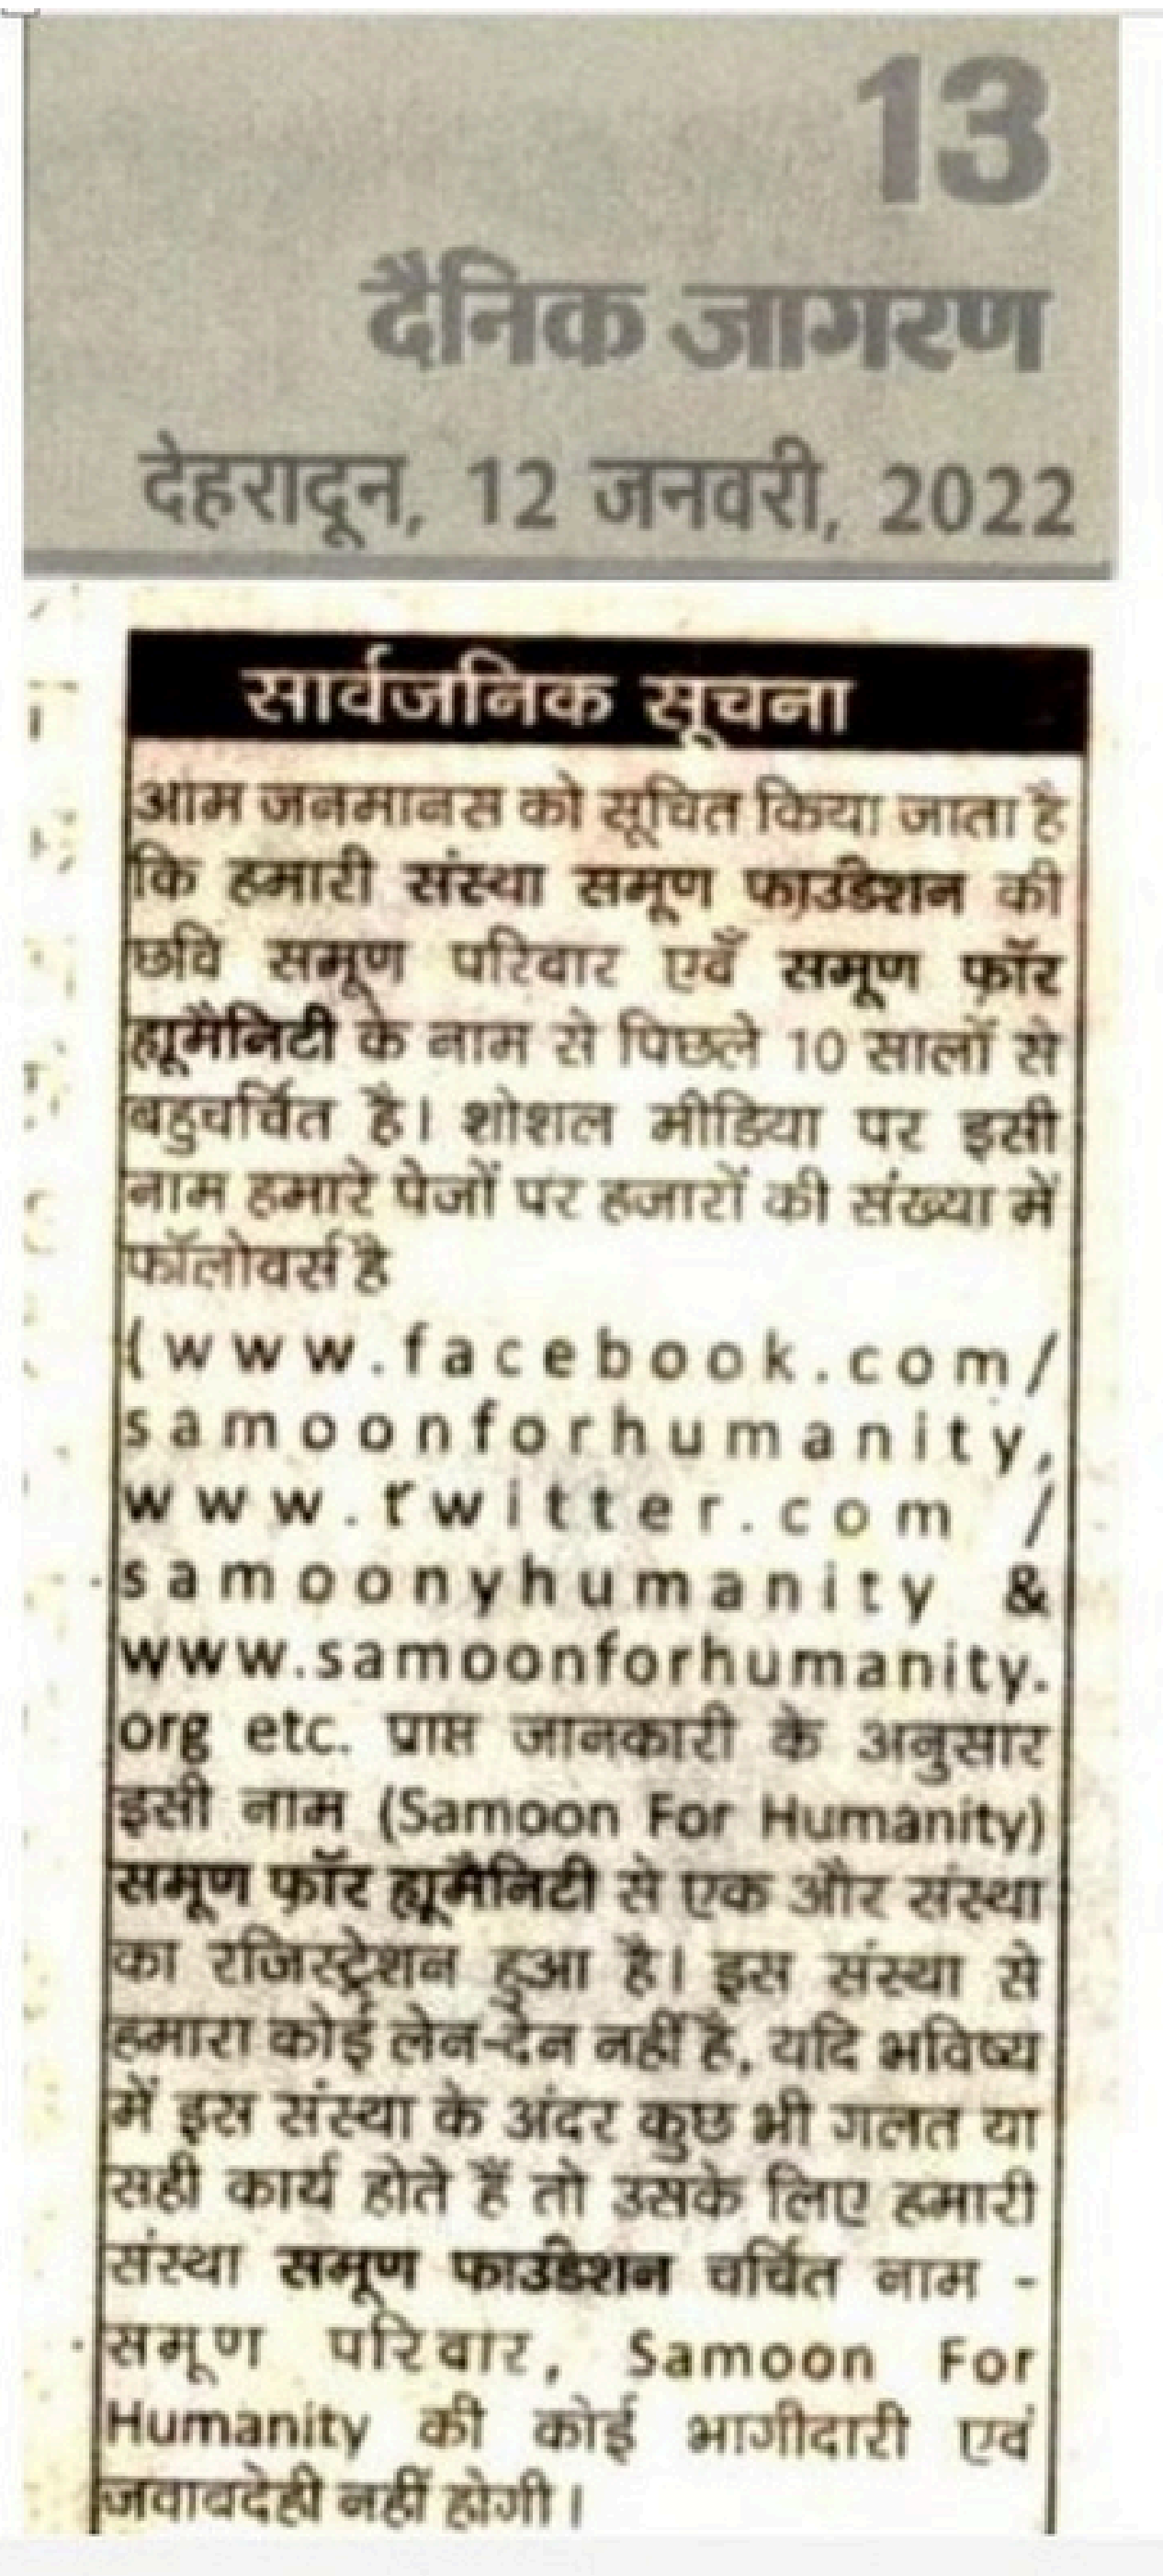 13
दैनिक जागरण
देहरादून, 12 जनवरी, 2022
सार्वजनिक सूचना
आम जनमानस को सूचित किया जाता है
कि हमारी संस्था समूण फाउंडेशन की
छवि समूण परिवार एवँ समूण फॉर
ह्यूमैनिटी के नाम से पिछले 10 सालों से
बहुचर्चित है। शोशल मीडिया पर इसी
नाम हमारे पेजों पर हजारों की संख्या में
फॉलोवर्स है
(www.facebook.com/
samoonforhumanity,
www.twitter.com /
samoonyhumanity &
www.samoonforhumanity.
org etc. प्राप्त जानकारी के अनुसार
इसी नाम (Samoon For Humanity)
समूण फॉर ह्यूमैनिटी से एक और संस्था
का रजिस्ट्रेशन हुआ है। इस संस्था से
हमारा कोई लेन-देन नहीं है, यदि भविष्य
में इस संस्था के अंदर कुछ भी गलत या
सही कार्य होते हैं तो उसके लिए हमारी
संस्था समूण फाउंडेशन चर्चित नाम -
समूण परिवार, Samoon For
Humanity की कोई भागीदारी एवं
जवाबदेही नहीं होगी।